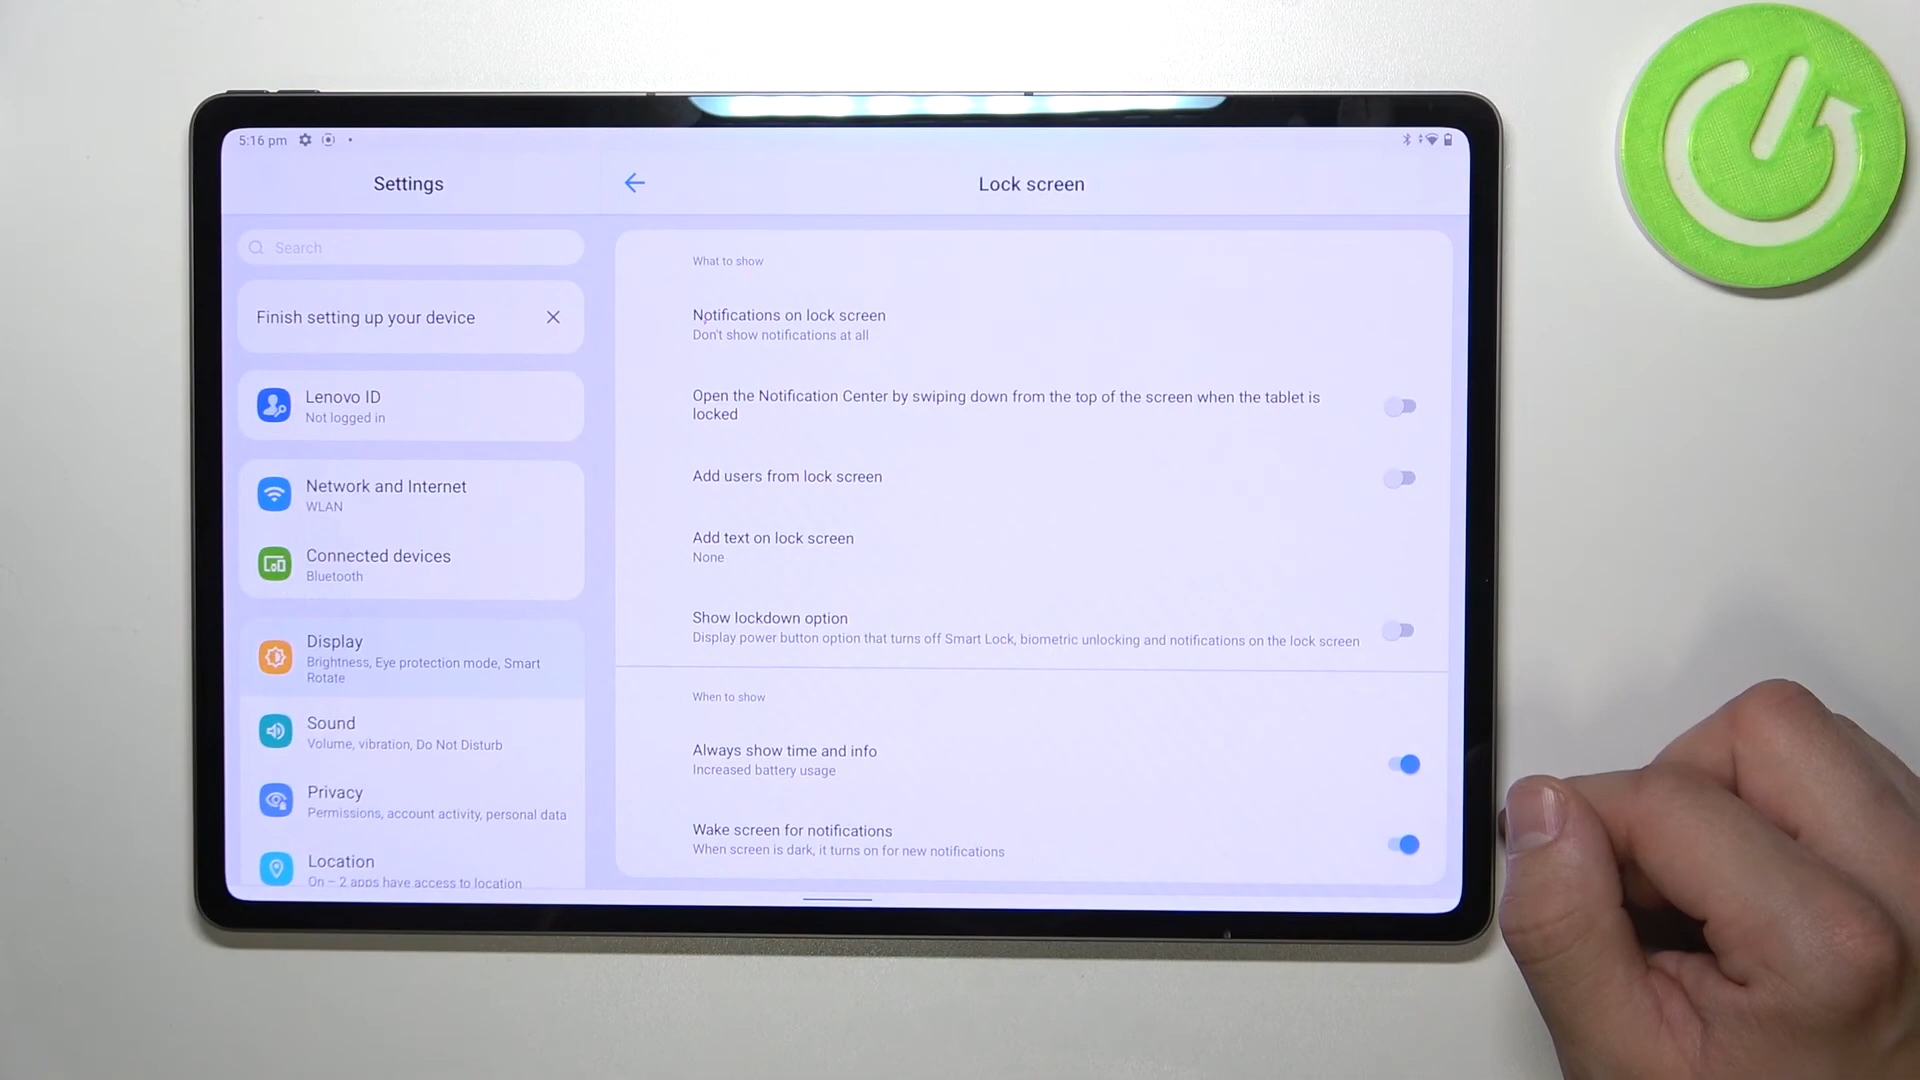 5:16 pm
Settings
Lock screen
Search
Finish setting up your device
Lenovo ID
Not logged in
Network and Internet
WLAN
Connected devices
Bluetooth
Display
Brightness, Eye protection mode, Smart
Rotate
Sound
Volume, vibration, Do Not Disturb
Privacy
Permissions, account activity, personal data
Location
On – 2 apps have access to location
What to show
Notifications on lock screen
Don't show notifications at all
Open the Notification Center by swiping down from the top of the screen when the tablet is
locked
Add users from lock screen
Add text on lock screen
None
Show lockdown option
Display power button option that turns off Smart Lock, biometric unlocking and notifications on the lock screen
When to show
Always show time and info
Increased battery usage
Wake screen for notifications
When screen is dark, it turns on for new notifications